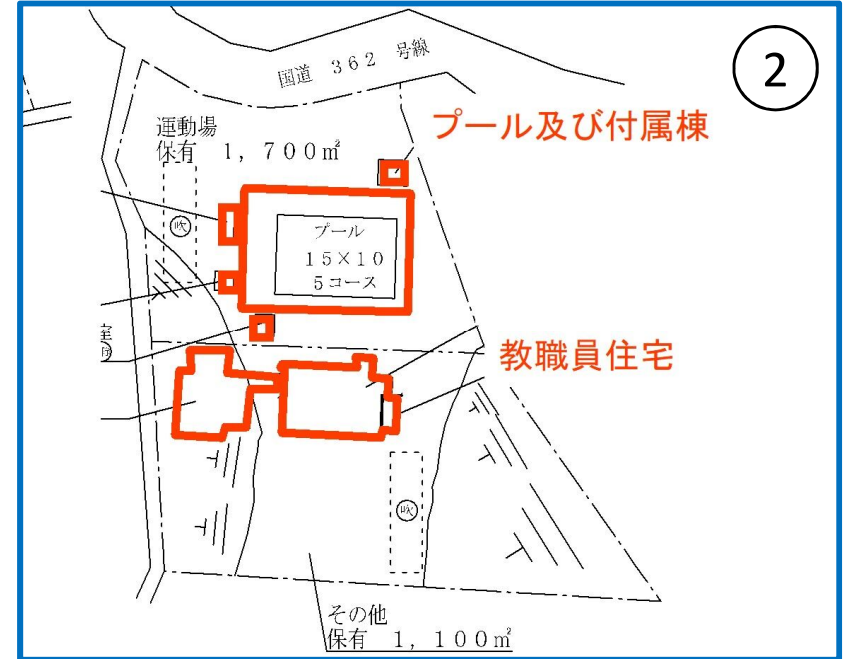 ②
国道 362 号線
プール及び付属棟
運動場
保有 1,700㎡
吹
プール
15×10
5コース
室
教職員住宅
吹
その他
保有 1,100㎡